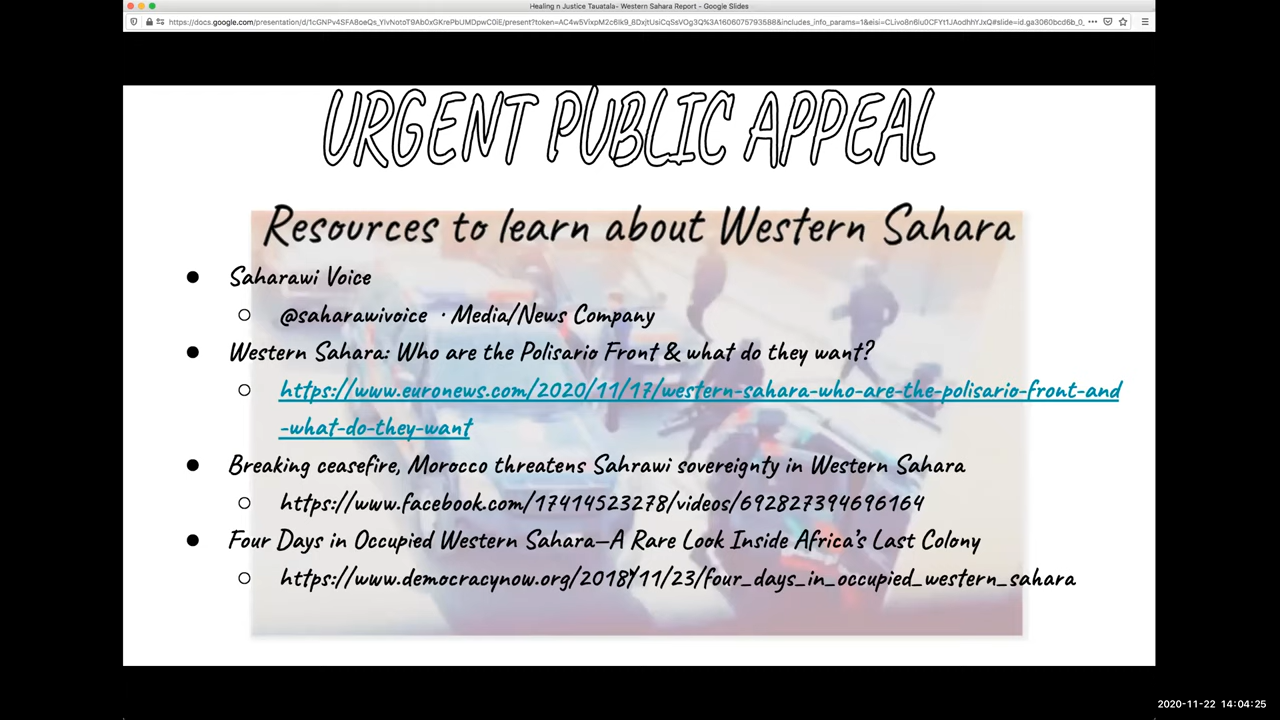 Healing n Justice Tauatala- Western Sahara Report - Google Slides
URGENT PUBLIC APPEAL
Resources to learn about Western Sahara
● Saharawi Voice
○ @saharawivoice · Media/News Company
● Western Sahara: Who are the Polisario Front & what do they want?
○ https://www.euronews.com/2020/11/17/western-sahara-who-are-the-polisario-front-and
-what-do-they-want
● Breaking ceasefire, Morocco threatens Sahrawi sovereignty in Western Sahara
○ https://www.facebook.com/17414523278/videos/692827394696164
● Four Days in Occupied Western Sahara—A Rare Look Inside Africa's Last Colony
○ https://www.democracynow.org/2018/11/23/four_days_in_occupied_western_sahara
2020-11-22 14:04:25